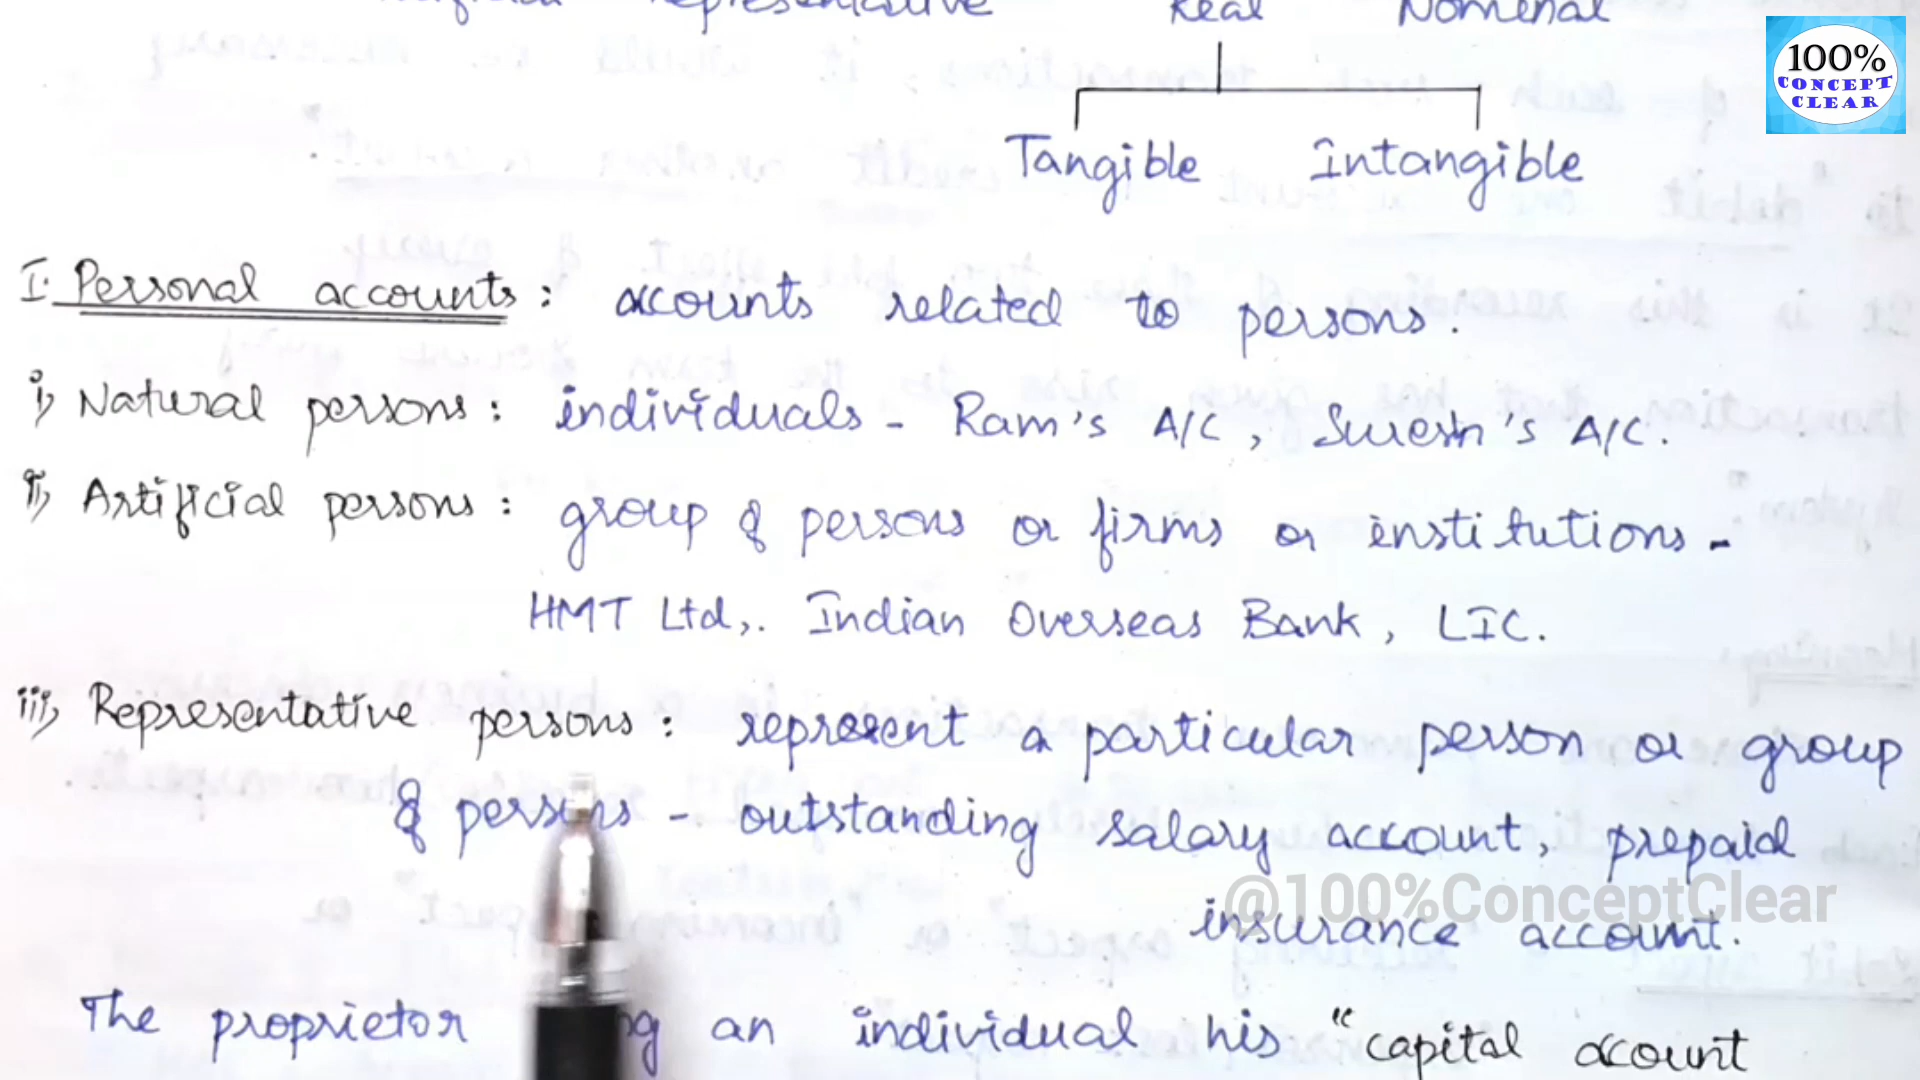 representative Real Nominal
100%
CONCEPT
CLEAR
Tangible Intangible
I. Personal accounts : accounts related to persons.
i) Natural persons : individuals - Ram's A/C, Suresh's A/C.
ii) Artificial persons : group of persons or firms or institutions -
HMT Ltd,. Indian Overseas Bank, LIC.
iii) Representative persons : represent a particular person or group
of persons - outstanding salary account, prepaid
@100%ConceptClear
insurance account.
The proprietor an individual his "capital account